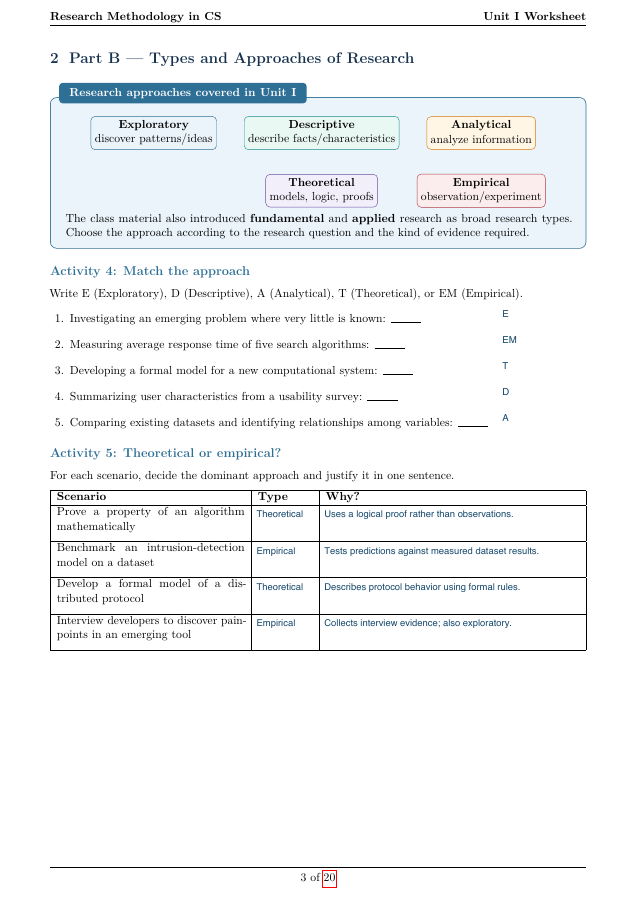 Research Methodology in CS Unit I Worksheet
2 Part B — Types and Approaches of Research
Research approaches covered in Unit I
Exploratory Descriptive Analytical
discover patterns/ideas describe facts/characteristics analyze information
Theoretical Empirical
models, logic, proofs observation/experiment
The class material also introduced fundamental and applied research as broad research types.
Choose the approach according to the research question and the kind of evidence required.
Activity 4: Match the approach
Write E (Exploratory), D (Descriptive), A (Analytical), T (Theoretical), or EM (Empirical).
1. Investigating an emerging problem where very little is known: _____ E
2. Measuring average response time of five search algorithms: _____ EM
3. Developing a formal model for a new computational system: _____ T
4. Summarizing user characteristics from a usability survey: _____ D
5. Comparing existing datasets and identifying relationships among variables: _____ A
Activity 5: Theoretical or empirical?
For each scenario, decide the dominant approach and justify it in one sentence.
Scenario Type Why?
Prove a property of an algorithm Theoretical Uses a logical proof rather than observations.
mathematically
Benchmark an intrusion-detection Empirical Tests predictions against measured dataset results.
model on a dataset
Develop a formal model of a dis- Theoretical Describes protocol behavior using formal rules.
tributed protocol
Interview developers to discover pain- Empirical Collects interview evidence; also exploratory.
points in an emerging tool
3 of 20